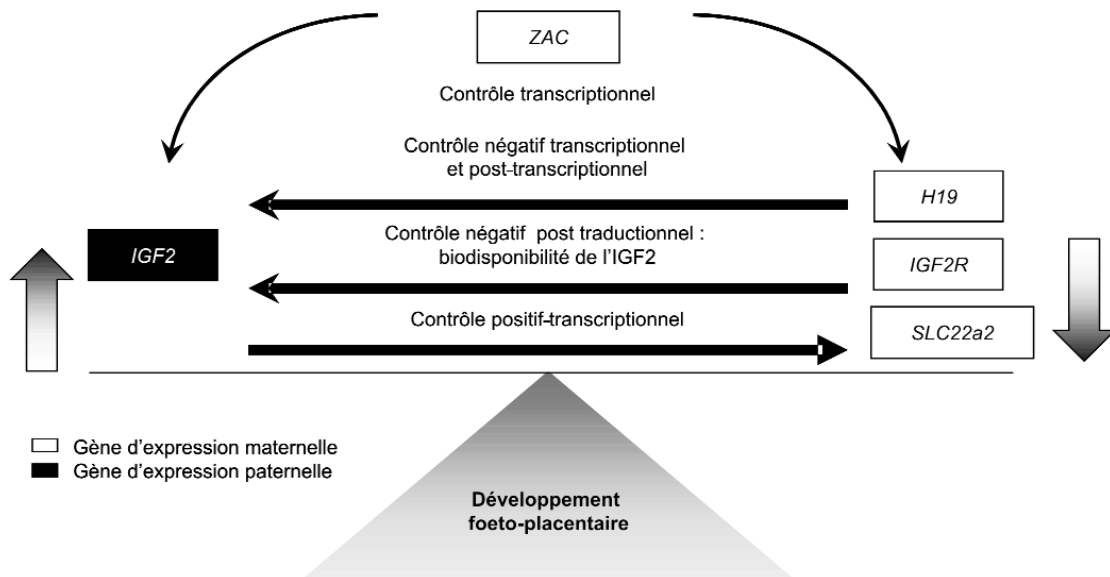 ZAC
Contrôle transcriptionnel
Contrôle négatif transcriptionnel
et post-transcriptionnel
H19
Contrôle négatif post traductionnel :
biodisponibilité de l'IGF2
IGF2
IGF2R
Contrôle positif-transcriptionnel
SLC22a2
Gène d'expression maternelle
Gène d'expression paternelle
Développement
foeto-placentaire